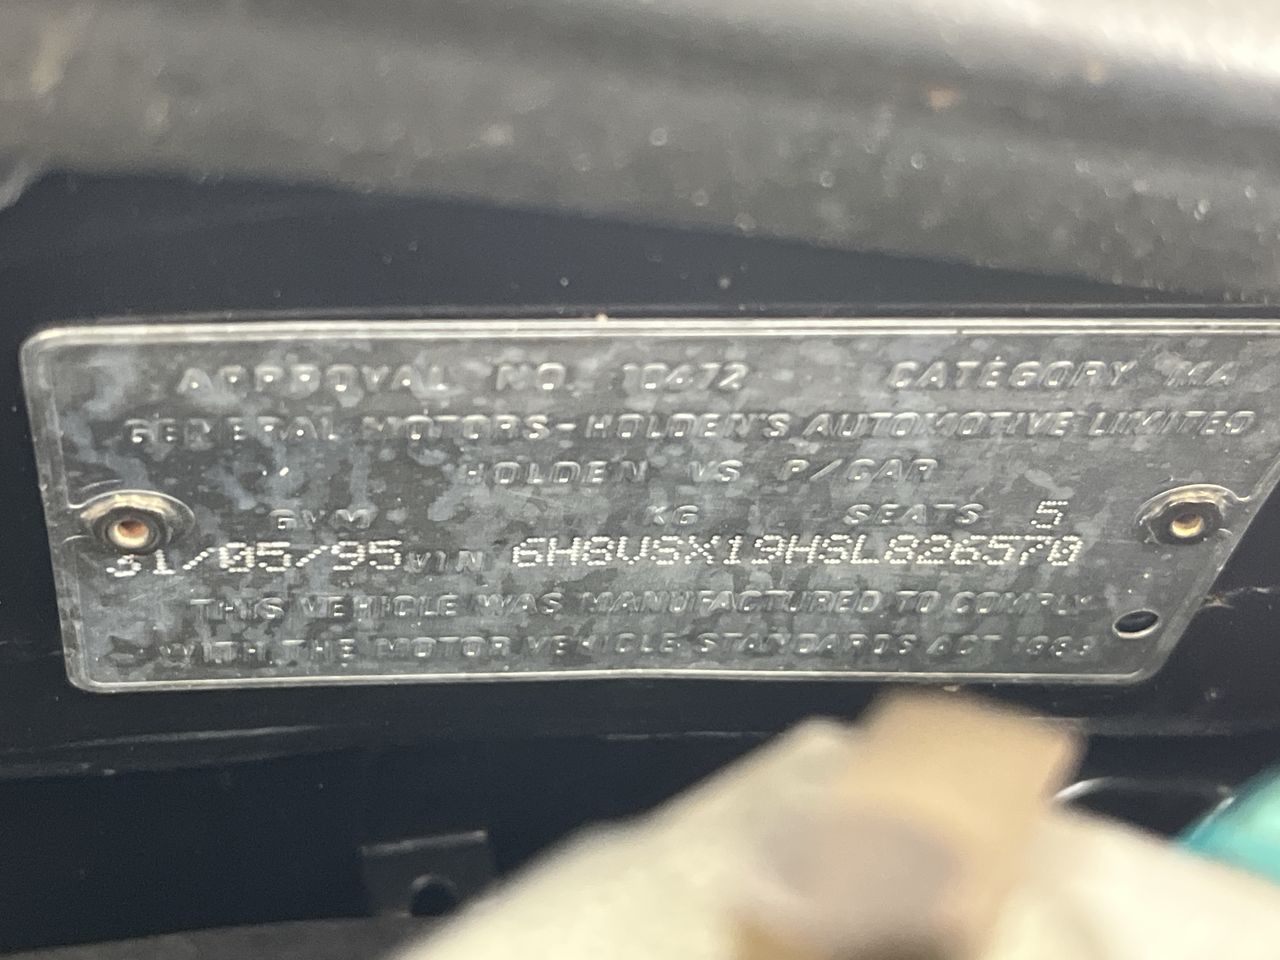 APPROVAL NO. 10472 CATEGORY MA
GENERAL MOTORS-HOLDEN'S AUTOMOTIVE LIMITED
HOLDEN VS P/CAR
GVM KG SEATS 5
31/05/95 VIN 6H8VSX19HSL826570
THIS VEHICLE WAS MANUFACTURED TO COMPLY
WITH THE MOTOR VEHICLE STANDARDS ACT 1989